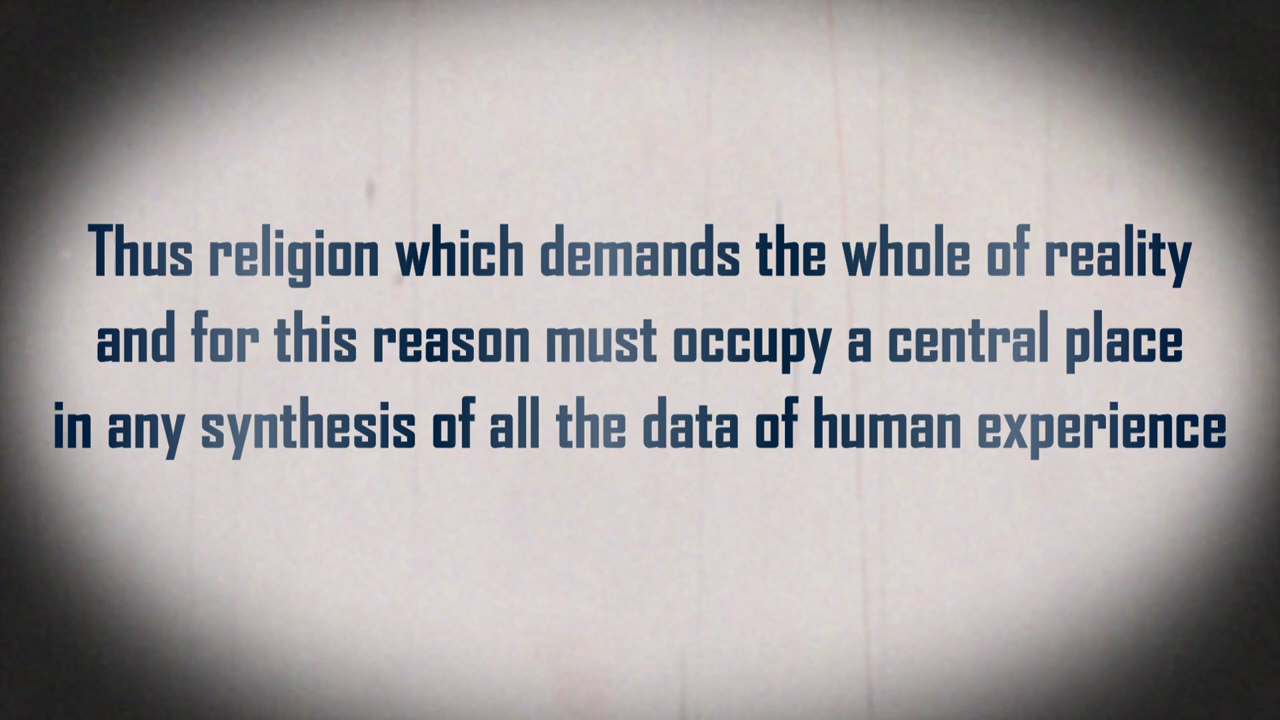 Thus religion which demands the whole of reality
and for this reason must occupy a central place
in any synthesis of all the data of human experience